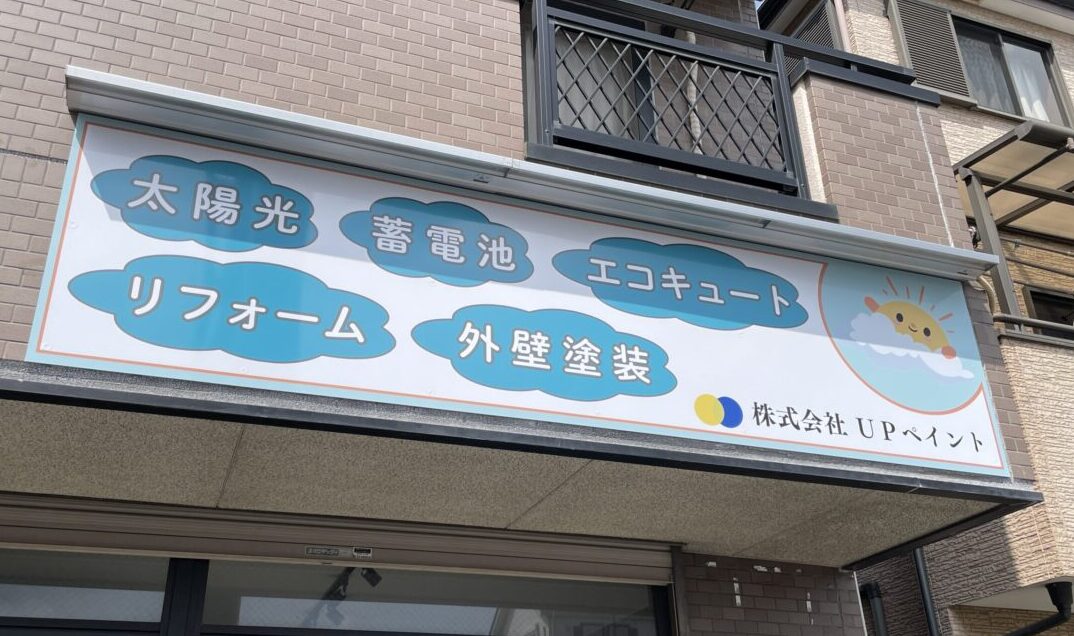 太陽光
蓄電池
エコキュート
リフォーム
外壁塗装
株式会社 UPペイント